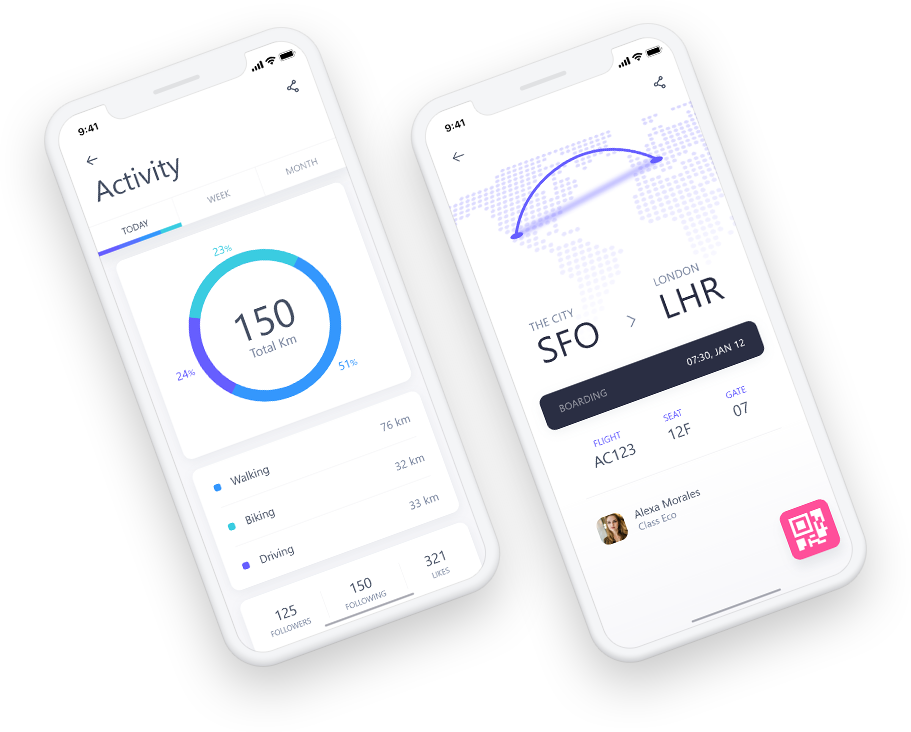 9:41
Activity
TODAY WEEK MONTH
23%
150
Total Km
24%
51%
Walking 76 km
Biking 32 km
Driving 33 km
125 150 321
FOLLOWERS FOLLOWING LIKES
9:41
THE CITY LONDON
SFO LHR
BOARDING 07:30, JAN 12
FLIGHT SEAT GATE
AC123 12F 07
Alexa Morales
Class Eco